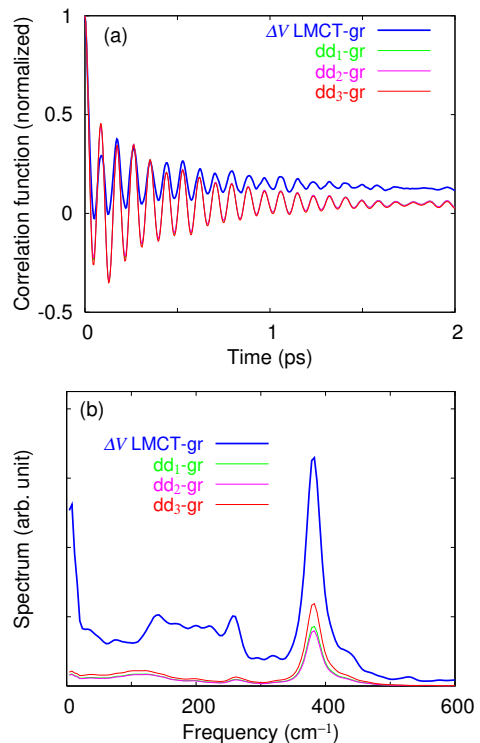 (a)
ΔV LMCT-gr
dd₁-gr
dd₂-gr
dd₃-gr
Correlation function (normalized)
1
0.5
0
-0.5
0
1
2
Time (ps)
(b)
ΔV LMCT-gr
dd₁-gr
dd₂-gr
dd₃-gr
Spectrum (arb. unit)
0
200
400
600
Frequency (cm⁻¹)